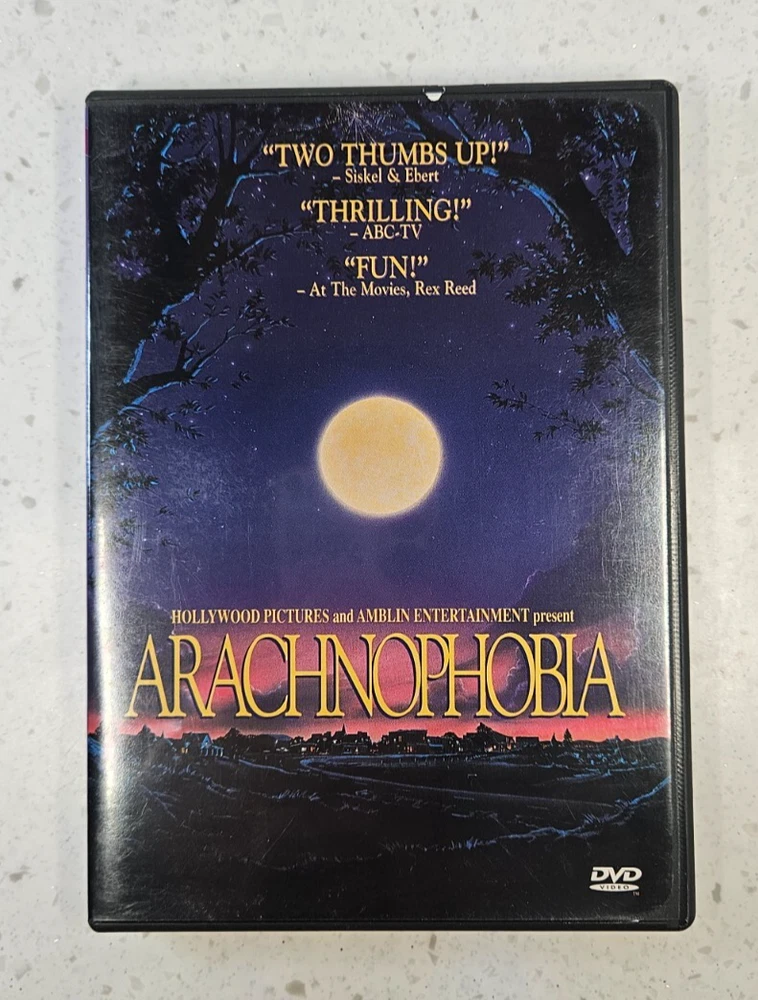 “TWO THUMBS UP!”
– Siskel & Ebert
“THRILLING!”
– ABC-TV
“FUN!”
– At The Movies, Rex Reed
HOLLYWOOD PICTURES and AMBLIN ENTERTAINMENT present
ARACHNOPHOBIA
DVD
VIDEO
TM